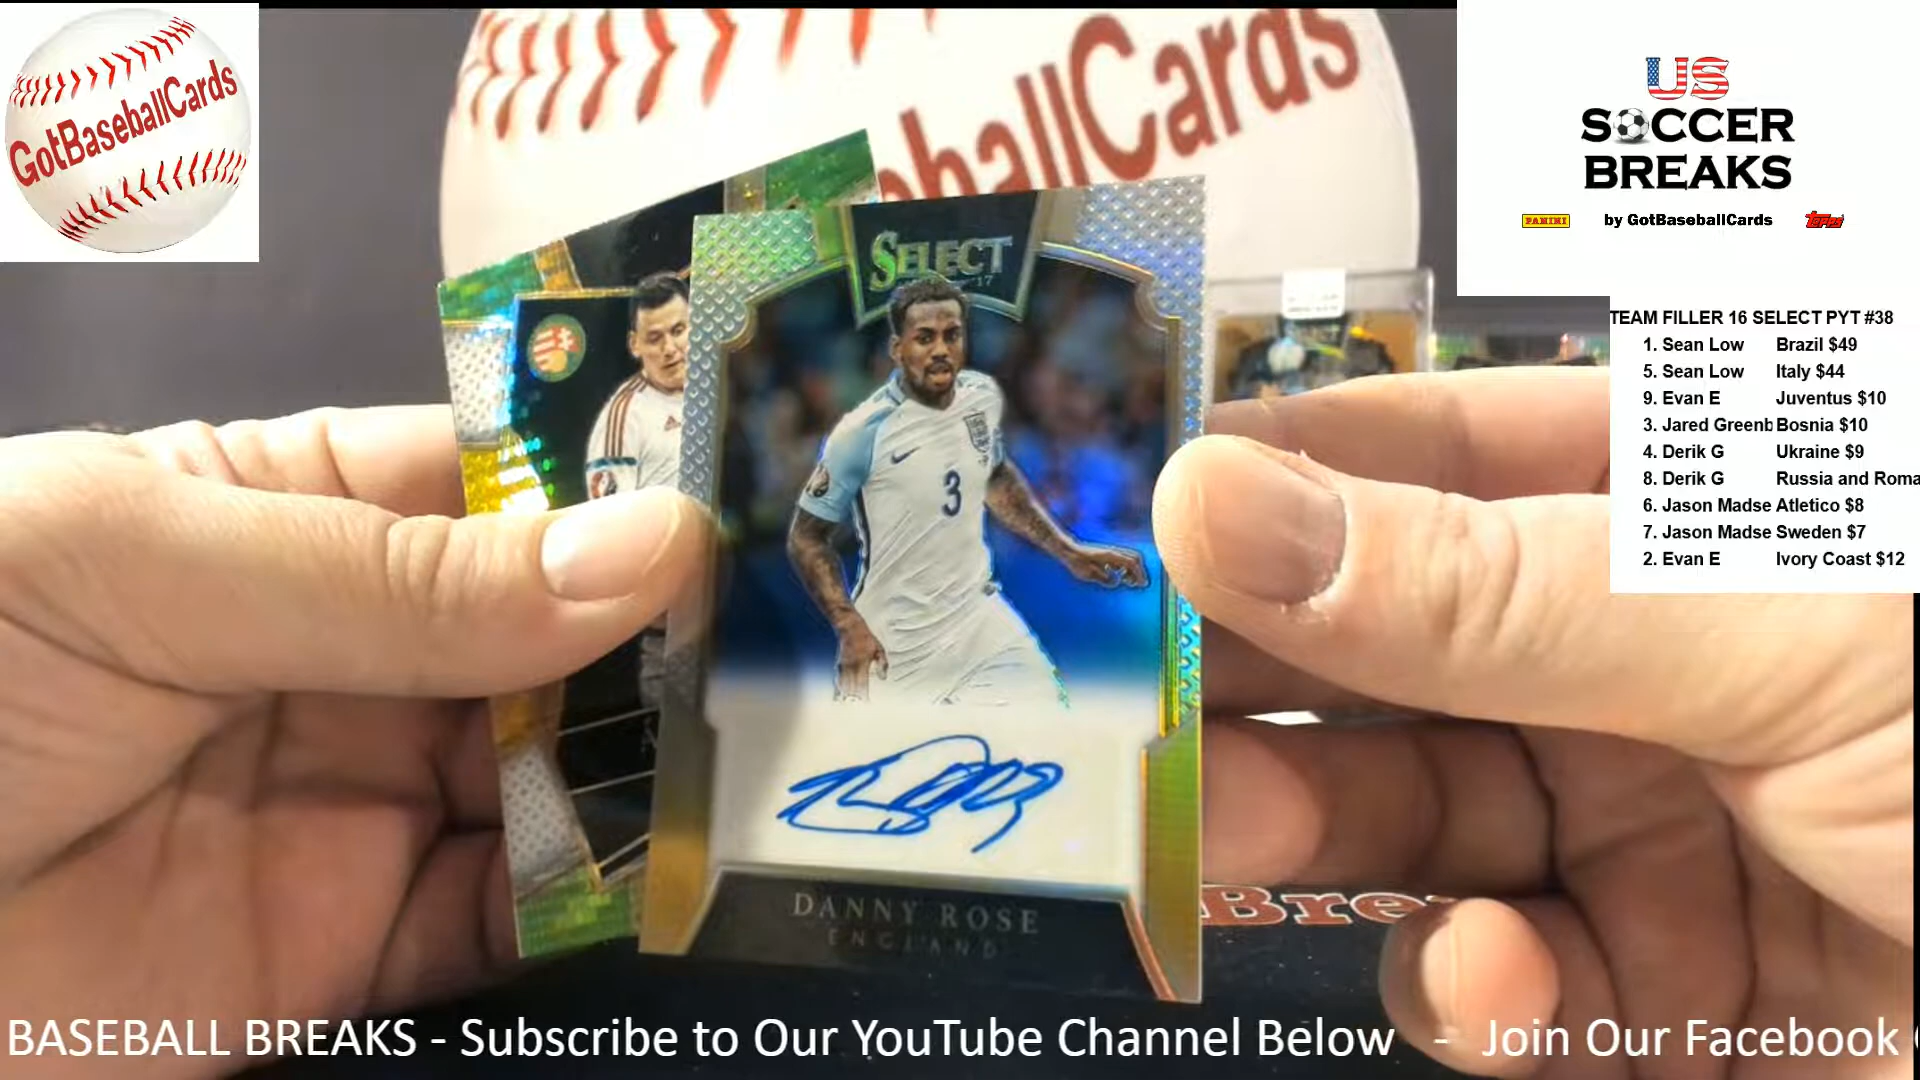 GotBaseballCards
eballCards
US
SOCCER
BREAKS
PANINI
by GotBaseballCards
Topps
TEAM FILLER 16 SELECT PYT #38
1. Sean Low Brazil $49
5. Sean Low Italy $44
9. Evan E Juventus $10
3. Jared Greenb Bosnia $10
4. Derik G Ukraine $9
8. Derik G Russia and Roma
6. Jason Madse Atletico $8
7. Jason Madse Sweden $7
2. Evan E Ivory Coast $12
SELECT
17
3
DANNY ROSE
ENGLAND
Bre
BASEBALL BREAKS - Subscribe to Our YouTube Channel Below - Join Our Facebook